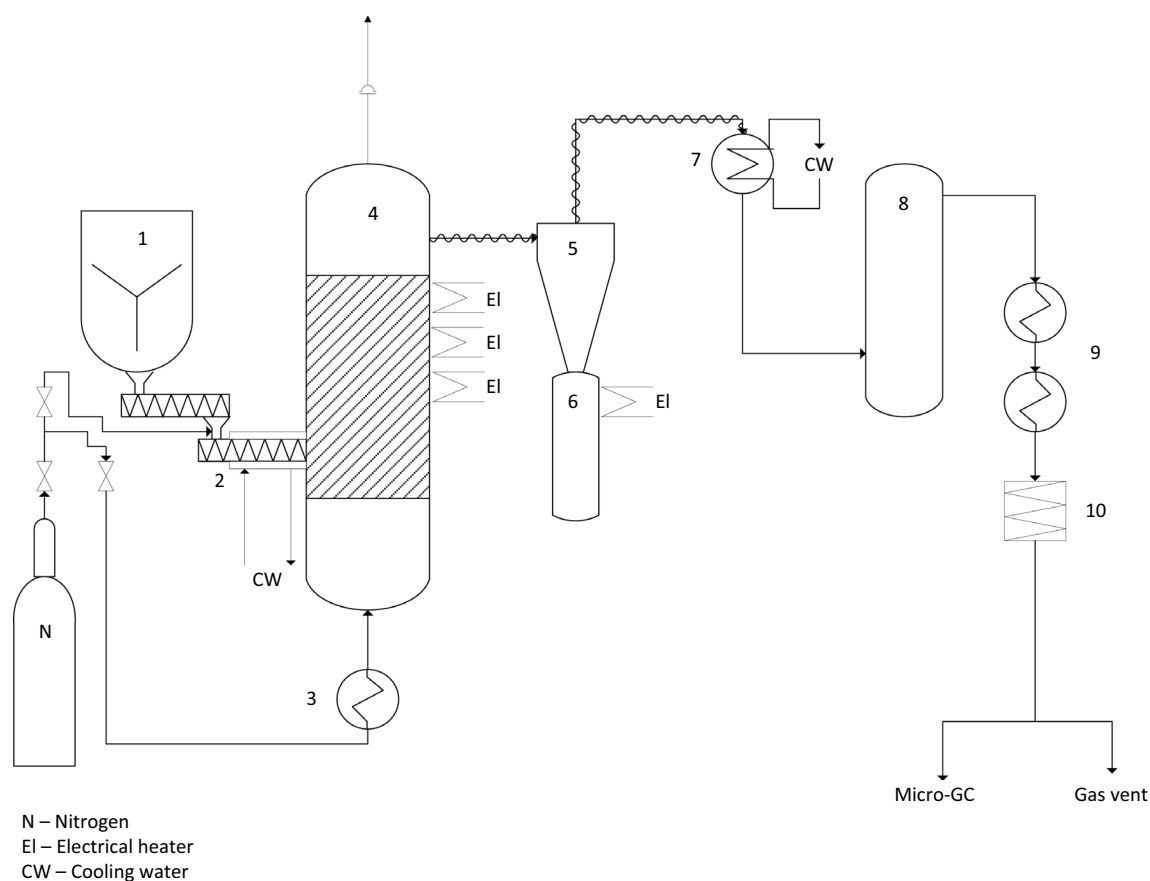 1
2
3
4
5
6
7
8
9
10
N
CW
El
El
El
El
CW
Micro-GC
Gas vent
N – Nitrogen
El – Electrical heater
CW – Cooling water